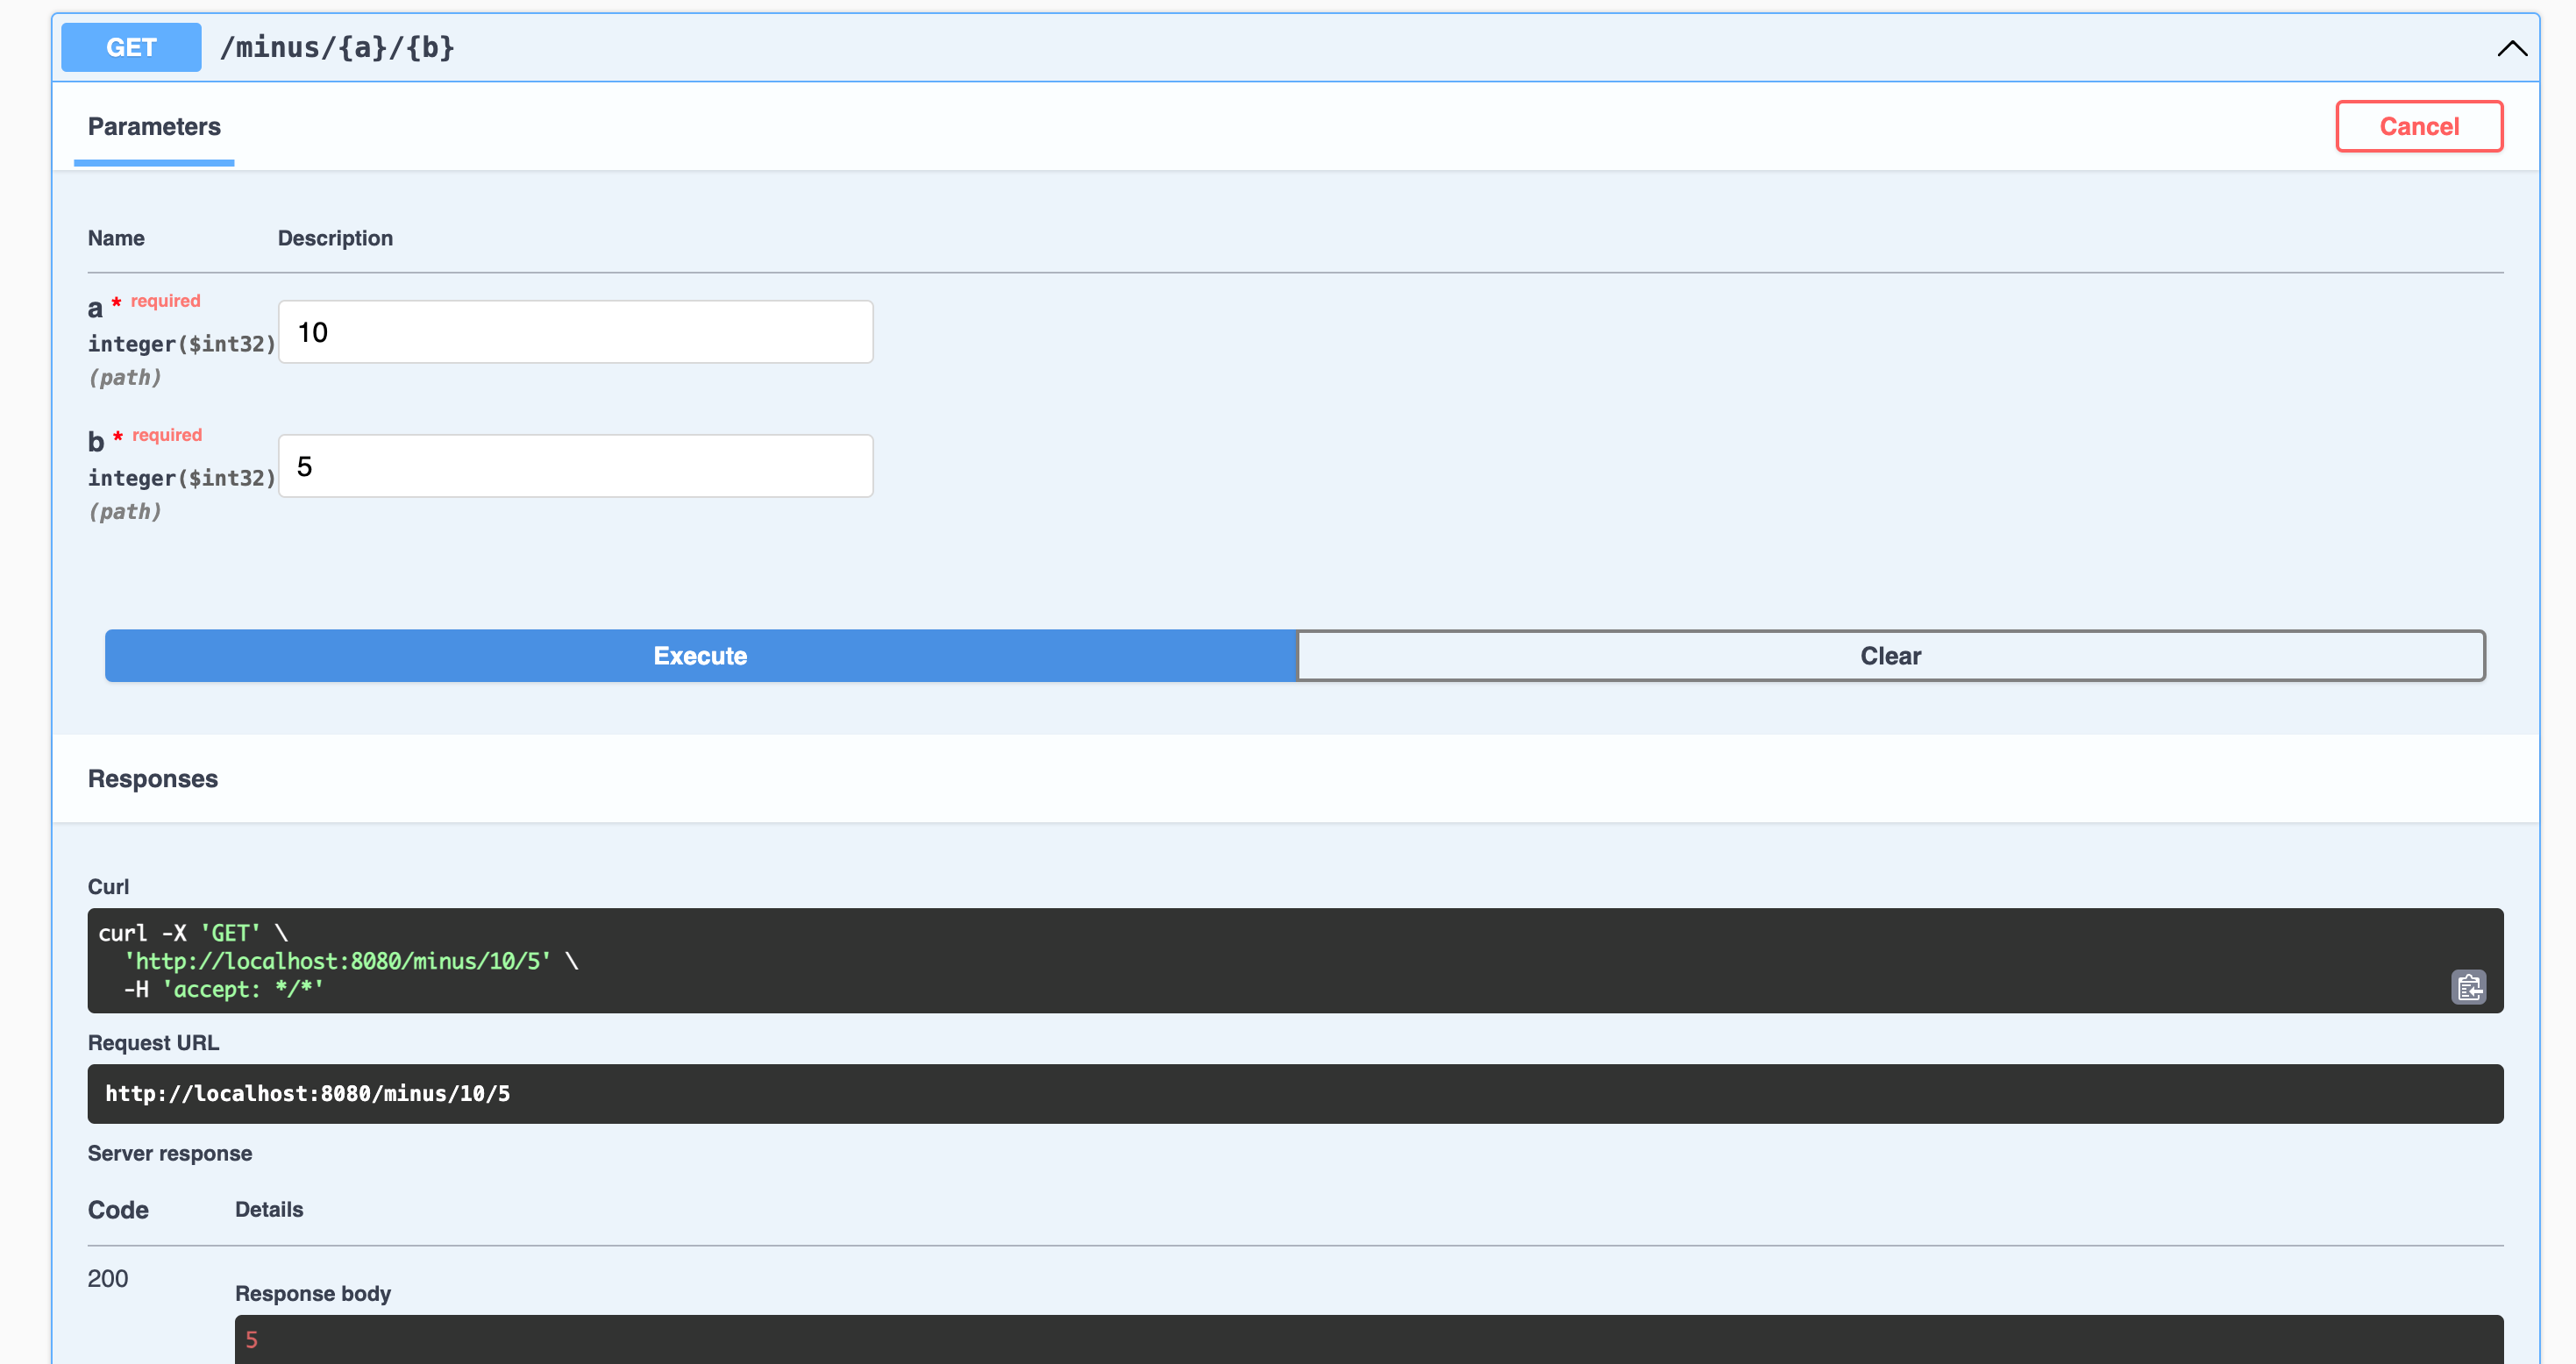 GET /minus/{a}/{b}
Parameters
Cancel
Name Description
a * required
integer($int32)
(path)
10
b * required
integer($int32)
(path)
5
Execute
Clear
Responses
Curl
curl -X 'GET' \
  'http://localhost:8080/minus/10/5' \
  -H 'accept: */*'
Request URL
http://localhost:8080/minus/10/5
Server response
Code Details
200
Response body
5